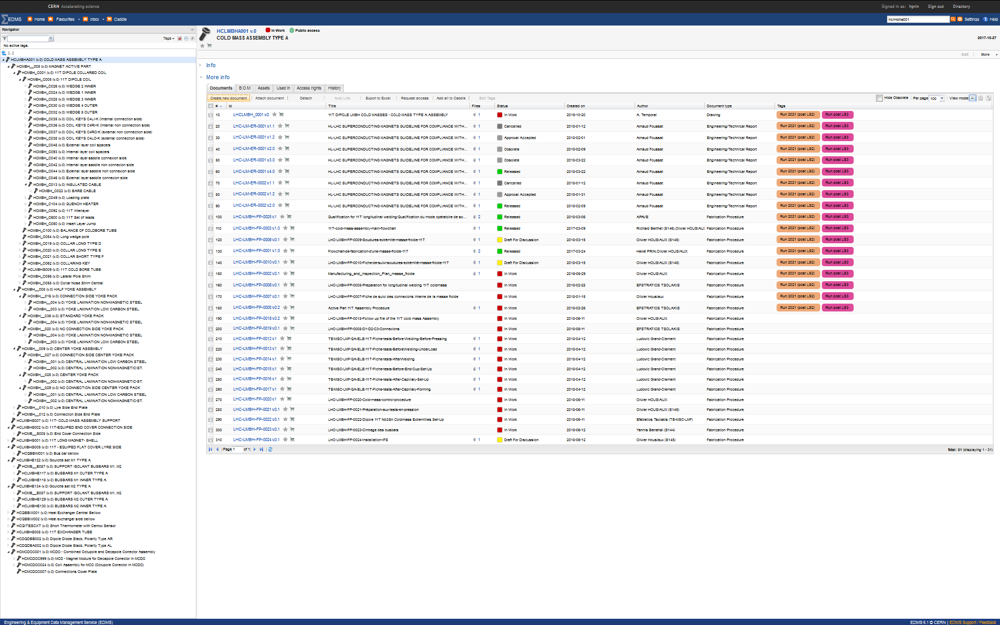 CERN Accelerating science
Signed in as: hprin Sign out Directory
EDMS Home Favourites Inbox Caddie
hclmbha001 Settings Help
Navigator
Tags
No active tags.
[...]
HCLMBHA001 (v.0) COLD MASS ASSEMBLY TYPE A
HCMBH__005 (v.0) MAGNET ACTIVE PART
HCMBH_C001 (v.0) 11T DIPOLE COLLARED COIL
HCMBH_C005 (v.0) 11T DIPOLE COIL
HCMBH_C026 (v.0) WEDGE 2 INNER
HCMBH_C024 (v.0) WEDGE 1 INNER
HCMBH_C028 (v.0) WEDGE 3 INNER
HCMBH_C030 (v.0) WEDGE 4 OUTER
HCMBH_C032 (v.0) WEDGE 5 OUTER
HCMBH_C035 (v.0) COIL KEYS C4LI-K (internal connection side)
HCMBH_C036 (v.0) COIL KEYS C4RI-K (internal non connection side)
HCMBH_C037 (v.0) COIL KEYS C4RO-K (external non connection side)
HCMBH_C038 (v.0) COIL KEYS C4LO-K (external connection side)
HCMBH_C048 (v.0) External layer coil spacers
HCMBH_C093 (v.0) Internal layer coil spacers
HCMBH_C040 (v.0) Internal layer saddle connexion side
HCMBH_C042 (v.0) Internal layer saddle non connexion side
HCMBH_C044 (v.0) External layer saddle non connexion side
HCMBH_C046 (v.0) External layer saddle connexion side
HCMBH_C013 (v.0) INSULATED CABLE
HCMBH_C022 (v.0) BARE CABLE
HCMBH_C049 (v.0) Loading plate
HCMBH_C104 (v.0) QUENCH HEATER
HCMBH_C092 (v.0) 11T Interlayer
HCMBH_C600 (v.0) 11T Set of leads
HCMBH_C050 (v.0) Insert Layer Jump
HCMBH_C100 (v.0) BALANCE OF COLDBORE TUBE
HCMBH_C054 (v.0) Long wedge pole
HCMBH_C019 (v.0) COLLAR LONG TYPE D
HCMBH_C020 (v.0) COLLAR LONG TYPE E
HCMBH_C021 (v.0) COLLAR SHORT TYPE F
HCMBH_C062 (v.0) COLLARING KEY
HCLMBHS009 (v.0) 11T COLD BORE TUBE
HCMBH_C056 (v.0) Lateral Pole Shim
HCMBH_C058 (v.0) Collar Nose Shim Central
HCMBH__008 (v.0) HALF YOKE ASSEMBLY
HCMBH__016 (v.0) CONNECTION SIDE YOKE PACK
HCMBH__004 (v.0) YOKE LAMINATION NON-MAGNETIC STEEL
HCMBH__003 (v.0) YOKE LAMINATION LOW CARBON STEEL
HCMBH__036 (v.0) STANDARD YOKE PACK
HCMBH__004 (v.0) YOKE LAMINATION NON-MAGNETIC STEEL
HCMBH__020 (v.0) NO CONNECTION SIDE YOKE PACK
HCMBH__004 (v.0) YOKE LAMINATION NON-MAGNETIC STEEL
HCMBH__003 (v.0) YOKE LAMINATION LOW CARBON STEEL
HCMBH__009 (v.0) CENTER YOKE ASSEMBLY
HCMBH__027 (v.0) CONNECTION SIDE CENTER YOKE PACK
HCMBH__001 (v.0) CENTRAL LAMINATION LOW CARBON STEEL
HCMBH__002 (v.0) CENTRAL LAMINATION NON-MAGNETIC-ST.
HCMBH__025 (v.0) CENTER YOKE PACK
HCMBH__002 (v.0) CENTRAL LAMINATION NON-MAGNETIC-ST.
HCMBH__029 (v.0) NO CONNECTION SIDE CENTER YOKE PACK
HCMBH__001 (v.0) CENTRAL LAMINATION LOW CARBON STEEL
HCMBH__002 (v.0) CENTRAL LAMINATION NON-MAGNETIC-ST.
HCMBH__010 (v.0) Lyre Side End Plate
HCMBH__012 (v.0) Connection Side End Plate
HCLMBHS007 (v.0) 11T- COLD MASS ASSEMBLY SUPPORT
HCLMBHS002 (v.0) 11T-EQUIPED END COVER CONNECTION SIDE
HCMB__S008 (v.0) End Cover Connection Side
HCLMBHS001 (v.0) 11T LONG MAGNET- SHELL
HCLMBHS005 (v.0) 11T - EQUIPED FLAT COVER LYRE SIDE
HCQBBIM001 (v.0) Bus bar bellow
HCLMBHE122 (v.0) Goulotte set M1 TYPE A
HCMB__E087 (v.0) SUPPORT ISOLANT BUSBARS M1, M2
HCLMBHE117 (v.0) BUSBARS M1 OUTER TYPE A
HCLMBHE118 (v.0) BUSBARS M1 INNER TYPE A
HCLMBHE134 (v.0) Goulotte set M2 TYPE A
HCMB__E087 (v.0) SUPPORT ISOLANT BUSBARS M1, M2
HCLMBHE129 (v.0) BUSBARS M2 OUTER TYPE A
HCLMBHE130 (v.0) BUSBARS M2 INNER TYPE A
HCQBBIX001 (v.0) Heat Exchanger Central Bellow
HCQBBIX002 (v.0) Heat exchanger side bellow
HCQITESCXT (v.0) Short Thermometer with Cernox Sensor
HCLMBHS008 (v.0) 11T EXCHANGER TUBE
HCDQDBB002 (v.0) Dipole Diode Stack, Polarity Type AR
HCDQDBA002 (v.0) Dipole Diode Stack, Polarity Type AL
HCMCDOC001 (v.0) MCDO - Combined Octupole and Decapole Corrector Assembly
HCMCDOC999 (v.0) MCD - Magnet Module for Decapole Corrector in MCDO
HCMCDOC024 (v.0) Coil Assembly for MCO (Octupole Corrector in MCDO)
HCMCDOC007 (v.0) Connections Cover Plate
HCLMBHA001 v.0 In Work Public access
COLD MASS ASSEMBLY TYPE A
2017-10-27
Edit More
Info
More info
Documents B.O.M Assets Used in Access rights History
Create new document Attach document Detach Auto Link Export to Excel Request access Add all to Caddie Edit Tags Hide Obsolete Per page 100 View mode
# Id Title Files Status Created on Author Document type Tags
10 LHCLMBH_0001 v.0 11T DIPOLE LMBH COLD MASSES - COLD MASS TYPE A ASSEMBLY 1 In Work 2015-10-20 A. Temporal Drawing Run 2021 (post LS2) Run post LS3
20 LHC-LM-ER-0001 v.1.1 HL-LHC SUPERCONDUCTING MAGNETS GUIDELINE FOR COMPLIANCE WITH... 1 Cancelled 2018-01-12 Arnaud Foussat Engineering/Technical Report Run 2021 (post LS2) Run post LS3
30 LHC-LM-ER-0001 v.1.2 HL-LHC SUPERCONDUCTING MAGNETS GUIDELINE FOR COMPLIANCE WITH... 1 Approval Accepted 2018-02-01 Arnaud Foussat Engineering/Technical Report Run 2021 (post LS2) Run post LS3
40 LHC-LM-ER-0001 v.2.0 HL-LHC SUPERCONDUCTING MAGNETS GUIDELINE FOR COMPLIANCE WITH... 1 Obsolete 2018-02-09 Arnaud Foussat Engineering/Technical Report Run 2021 (post LS2) Run post LS3
50 LHC-LM-ER-0001 v.3.0 HL-LHC SUPERCONDUCTING MAGNETS GUIDELINE FOR COMPLIANCE WITH... 1 Obsolete 2018-03-22 Arnaud Foussat Engineering/Technical Report Run 2021 (post LS2) Run post LS3
60 LHC-LM-ER-0001 v.4.0 HL-LHC SUPERCONDUCTING MAGNETS GUIDELINE FOR COMPLIANCE WITH... 1 Released 2018-03-22 Arnaud Foussat Engineering/Technical Report Run 2021 (post LS2) Run post LS3
70 LHC-LM-ER-0002 v.1.1 HL-LHC SUPERCONDUCTING MAGNETS GUIDELINE FOR COMPLIANCE WITH... 1 Cancelled 2018-01-12 Arnaud Foussat Engineering/Technical Report Run 2021 (post LS2) Run post LS3
80 LHC-LM-ER-0002 v.1.2 HL-LHC SUPERCONDUCTING MAGNETS GUIDELINE FOR COMPLIANCE WITH... 1 Approval Accepted 2018-01-31 Arnaud Foussat Engineering/Technical Report Run 2021 (post LS2) Run post LS3
90 LHC-LM-ER-0002 v.2.0 HL-LHC SUPERCONDUCTING MAGNETS GUIDELINE FOR COMPLIANCE WITH... 1 Released 2018-02-09 Arnaud Foussat Engineering/Technical Report Run 2021 (post LS2) Run post LS3
100 LHC-LMBH-FP-0025 v.1 Qualification for 11T longitudinal welding-Qualification du mode opératoire de so... 2 Released 2018-03-06 APAVE Fabrication Procedure Run 2021 (post LS2) Run post LS3
110 LHC-LMBH-FP-0003 v.1.0 11T-cold-mass-assembly-main-flowchart 1 Released 2017-03-09 Richard Berthet (S146),Olivier HOUSIAUX Fabrication Procedure Run 2021 (post LS2) Run post LS3
120 LHC-LMBH-FP-0009 v.0.1 LHC-LMBH-FP-0009-Soudures-extrémité-masse-froide-11T 1 Draft For Discussion 2018-03-15 Olivier HOUSIAUX (S145) Fabrication Procedure Run 2021 (post LS2) Run post LS3
130 LHC-LMBH-FP-0001 v.1.0 Flowchart-de-fabrication-d'une-masse-froide-11T 2 Released 2017-03-24 Hervé PRIN,Olivier HOUSIAUX Fabrication Procedure Run 2021 (post LS2) Run post LS3
140 LHC-LMBH-FP-0010 v.0.1 LHC-LMBH-FP-0010-Fiche-de-suivi-soudures-extrémité-masse-froide-11T 1 Draft For Discussion 2018-03-15 Olivier HOUSIAUX (S145) Fabrication Procedure Run 2021 (post LS2) Run post LS3
150 LHC-LMBH-FP-0002 v.0.1 Manufacturing_and_Inspection_Plan_masse_froide 1 In Work 2016-06-29 Olivier HOUSIAUX Fabrication Procedure Run 2021 (post LS2) Run post LS3
160 LHC-LMBH-FP-0008 v.0.1 LHC-LMBH-FP-0008-Preparation for longitudinal welding 11T coldmass In Work 2018-02-28 EFSTRATIOS TSOLAKIS Fabrication Procedure Run 2021 (post LS2) Run post LS3
170 LHC-LMBH-FP-0007 v.0.1 LHC-LMBH-FP-0007-Fiche de suivi des connexions interne de la masse froide In Work 2018-01-15 Olivier Housiaux Fabrication Procedure Run 2021 (post LS2) Run post LS3
180 LHC-LMBH-FP-0005 v.0.2 Active Part 11T Assembly Procedure 1 In Work 2018-02-26 EFSTRATIOS TSOLAKIS Fabrication Procedure Run 2021 (post LS2) Run post LS3
190 LHC-LMBH-FP-0018 v.0.2 LHC-LMBH-FP-0018-Follow up file of the 11T cold mass Assembly In Work 2018-06-11 Olivier HOUSIAUX Fabrication Procedure
200 LHC-LMBH-FP-0019 v.0.1 LHC-LMBH-FP-0008-D1-D2-C3-Connexions In Work 2018-06-11 EFSTRATIOS TSOLAKIS Fabrication Procedure
210 LHC-LMBH-FP-0012 v.1 TE-MSC-LMF-QA-ELE-11T-Fiche-tests-Before-Welding-Before-Pressing 1 In Work 2018-04-12 Ludovic Grand-Clement Fabrication Procedure
220 LHC-LMBH-FP-0013 v.1 TE-MSC-LMF-QA-ELE-11T-Fiche-tests-BeforeWelding-UnderLoad 1 In Work 2018-04-12 Ludovic Grand-Clement Fabrication Procedure
230 LHC-LMBH-FP-0014 v.1 TE-MSC-LMF-QA-ELE-11T-Fiche-tests-AfterWelding 1 In Work 2018-04-12 Ludovic Grand-Clement Fabrication Procedure
240 LHC-LMBH-FP-0015 v.1 TE-MSC-LMF-QA-ELE-11T-Fiche-tests-Before-End-Cup-Set-Up 1 In Work 2018-04-12 Ludovic Grand-Clement Fabrication Procedure
250 LHC-LMBH-FP-0016 v.1 TE-MSC-LMF-QA-ELE-11T-Fiche-tests-After-Capillary-Set-Up 1 In Work 2018-04-12 Ludovic Grand-Clement Fabrication Procedure
260 LHC-LMBH-FP-0017 v.1 TE-MSC-LMF-QA-ELE-11T-Fiche-tests-After-Capillary-Forming 1 In Work 2018-04-12 Ludovic Grand-Clement Fabrication Procedure
270 LHC-LMBH-FP-0020 v.1 LHC-LMBH-FP-0020-Cold-mass-control-procedure In Work 2018-06-11 Olivier HOUSIAUX Fabrication Procedure
280 LHC-LMBH-FP-0021 v.0.1 LHC-LMBH-FP-0021-Préparation-aux-tests-en-pression In Work 2018-06-11 Olivier HOUSIAUX (S145) Fabrication Procedure
290 LHC-LMBH-FP-0022 v.0.1 LHC-LMBH-FP-0022-Dipole 11T Nb3Sn Coldmass Extremities Set-Up In Work 2018-06-11 Efstratios Tsolakis (TE-MSC-LMF) Fabrication Procedure
300 LHC-LMBH-FP-0023 v.0.1 LHC-LMBH-FP-0023-Cintrage des busbars In Work 2018-06-12 Yannis Berrahal (S144) Fabrication Procedure
310 LHC-LMBH-FP-0024 v.0.1 LHC-LMBH-FP-0024-Installation-IFS 1 Draft For Discussion 2018-06-12 Olivier Housiaux (S145) Fabrication Procedure
Page 1 of 1 Total: 31 (displaying 1 - 31)
Engineering & Equipment Data Management Service (EDMS) EDMS 6.1 © CERN | EDMS Support / Feedback